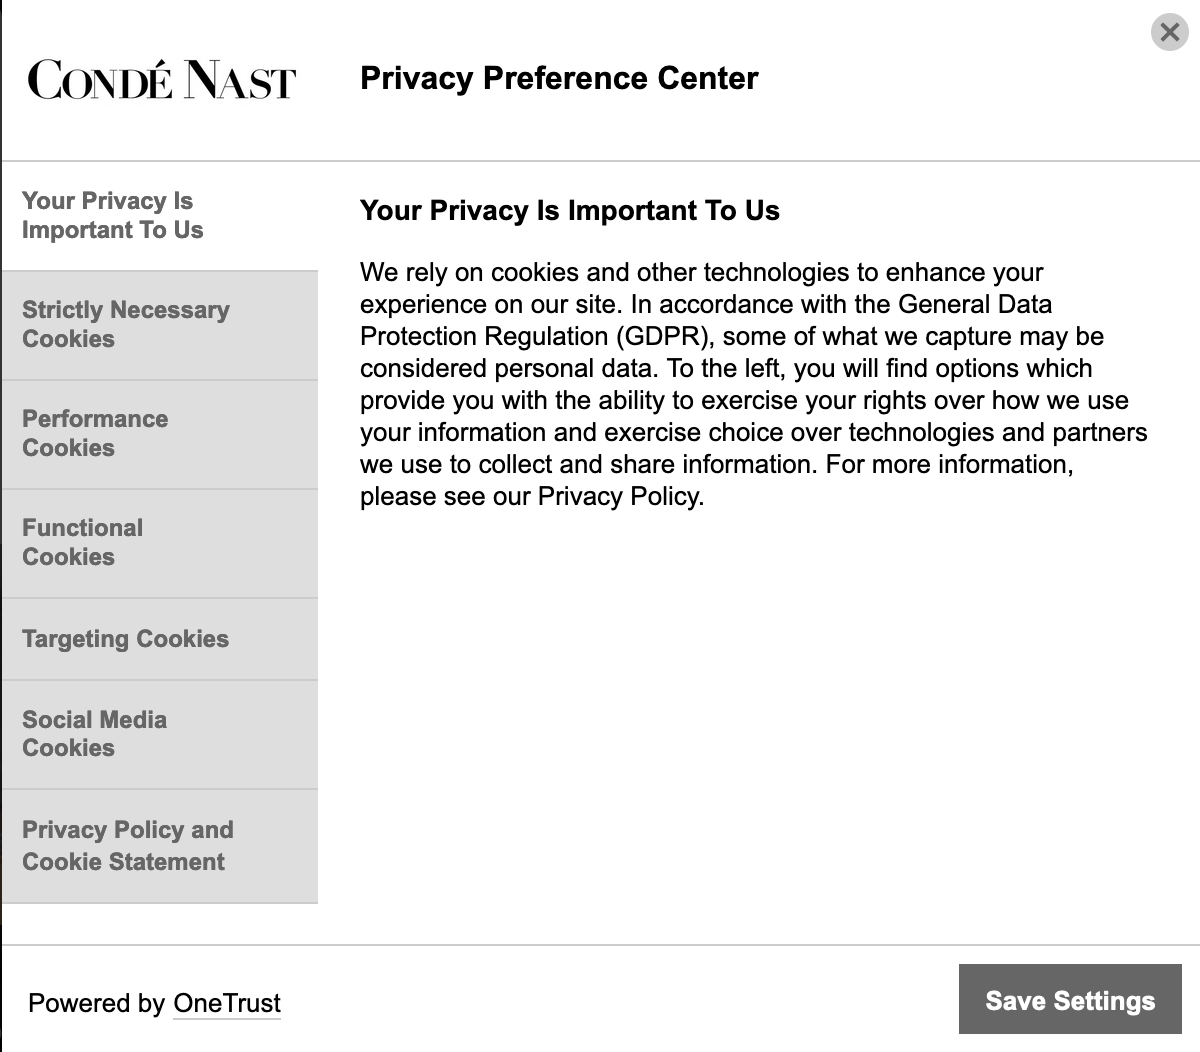 CONDÉ NAST
Privacy Preference Center
Your Privacy Is
Important To Us
Strictly Necessary
Cookies
Performance
Cookies
Functional
Cookies
Targeting Cookies
Social Media
Cookies
Privacy Policy and
Cookie Statement
Your Privacy Is Important To Us
We rely on cookies and other technologies to enhance your
experience on our site. In accordance with the General Data
Protection Regulation (GDPR), some of what we capture may be
considered personal data. To the left, you will find options which
provide you with the ability to exercise your rights over how we use
your information and exercise choice over technologies and partners
we use to collect and share information. For more information,
please see our Privacy Policy.
Powered by OneTrust
Save Settings